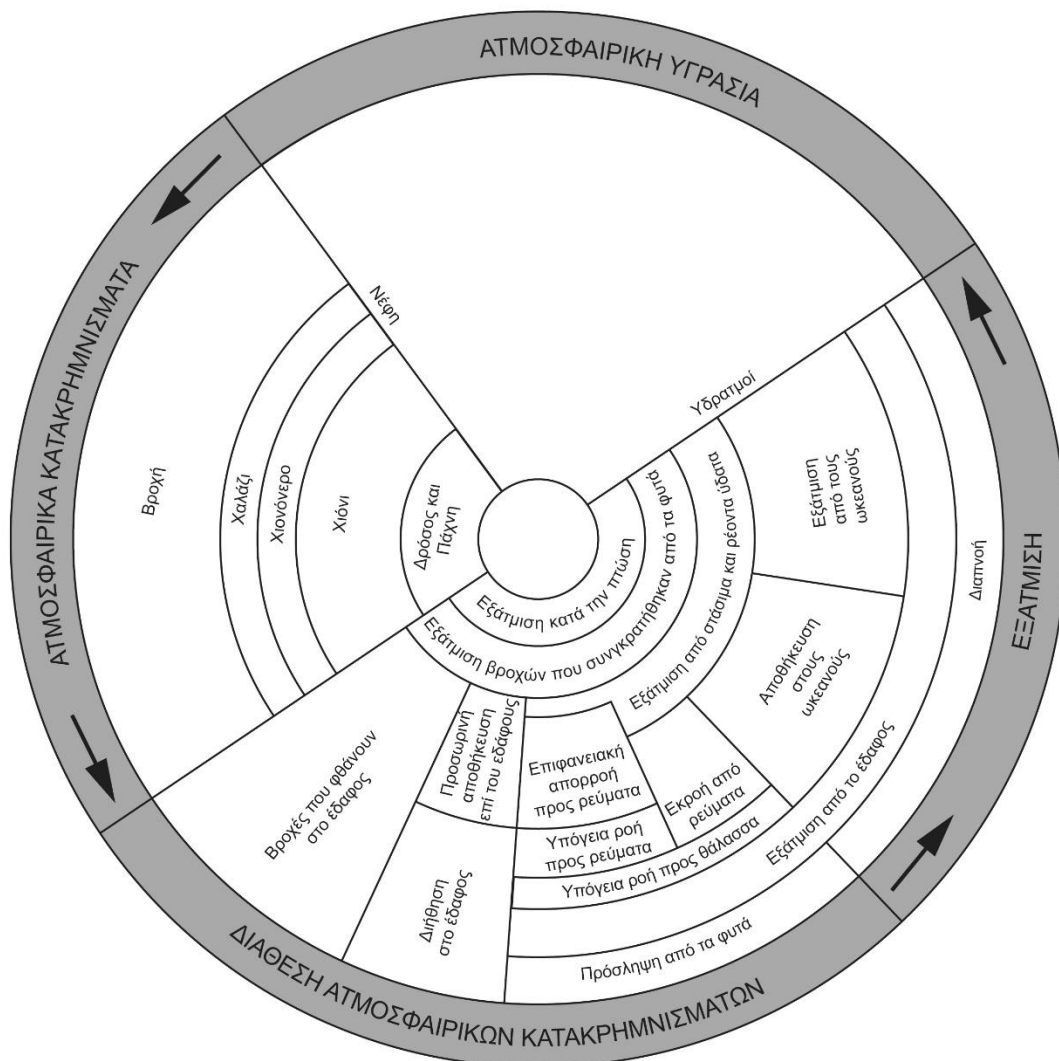 ΑΤΜΟΣΦΑΙΡΙΚΗ ΥΓΡΑΣΙΑ
ΑΤΜΟΣΦΑΙΡΙΚΑ ΚΑΤΑΚΡΗΜΝΙΣΜΑΤΑ
ΔΙΑΘΕΣΗ ΑΤΜΟΣΦΑΙΡΙΚΩΝ ΚΑΤΑΚΡΗΜΝΙΣΜΑΤΩΝ
ΕΞΑΤΜΙΣΗ
Νέφη
Υδρατμοί
Βροχή
Χαλάζι
Χιονόνερο
Χιόνι
Δρόσος και
Πάχνη
Εξάτμιση κατά την πτώση
Εξάτμιση βροχών που συνγκρατήθηκαν από τα φυτά
Εξάτμιση από στάσιμα και ρέοντα ύδατα
Εξάτμιση
από τους
ωκεανούς
Διαπνοή
Αποθήκευση
στους
ωκεανούς
Βροχές που φθάνουν
στο έδαφος
Προσωρινή
αποθήκευση
επί του εδάφους
Επιφανειακή
απορροή
προς ρεύματα
Εκροή από
ρεύματα
Υπόγεια ροή
προς ρεύματα
Υπόγεια ροή προς θάλασσα
Εξάτμιση από το έδαφος
Διήθηση
στο έδαφος
Πρόσληψη από τα φυτά